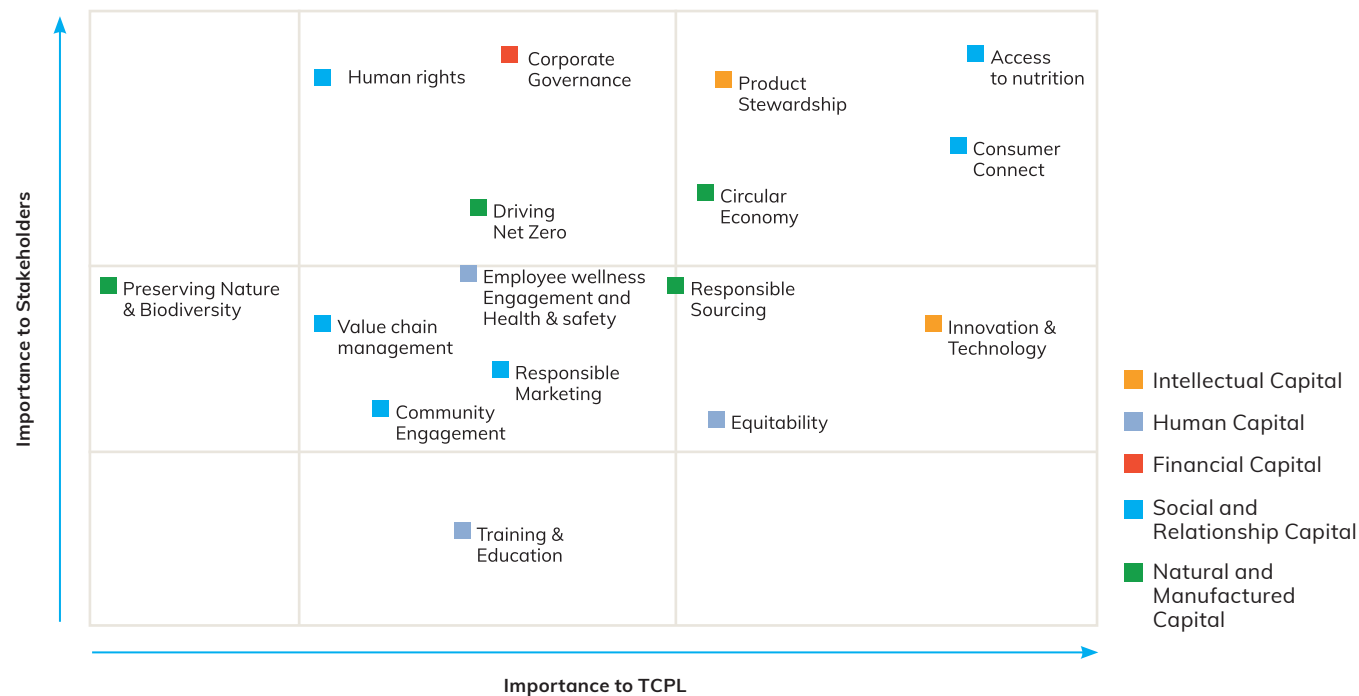 Importance to Stakeholders
Human rights
Corporate
Governance
Product
Stewardship
Access
to nutrition
Consumer
Connect
Circular
Economy
Driving
Net Zero
Preserving Nature
& Biodiversity
Employee wellness
Engagement and
Health & safety
Responsible
Sourcing
Value chain
management
Innovation &
Technology
Responsible
Marketing
Community
Engagement
Equitability
Training &
Education
Intellectual Capital
Human Capital
Financial Capital
Social and
Relationship Capital
Natural and
Manufactured
Capital
Importance to TCPL